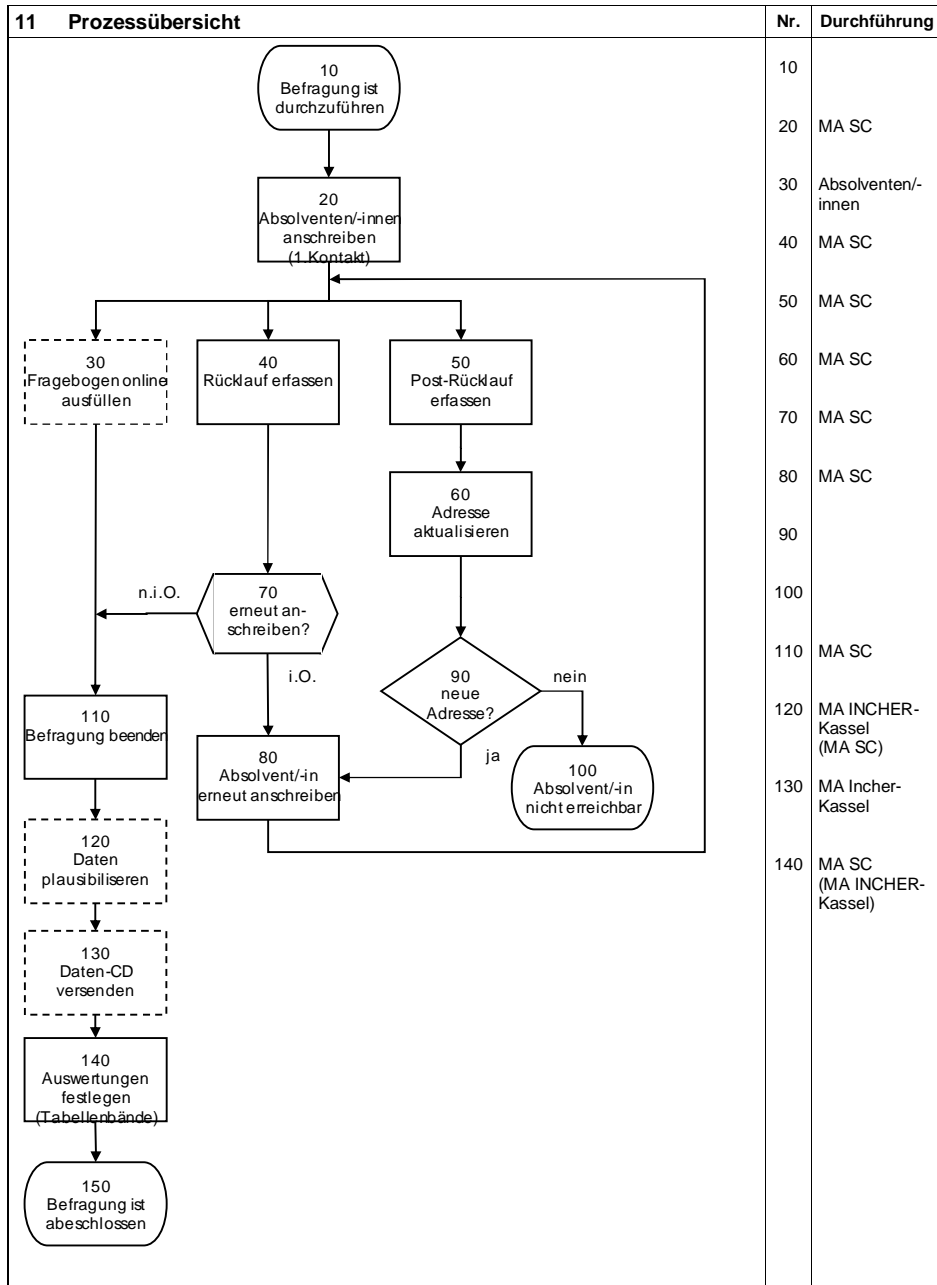 11 Prozessübersicht
Nr. Durchführung
10
Befragung ist
durchzuführen
20
Absolventen/-innen
anschreiben
(1.Kontakt)
30
Fragebogen online
ausfüllen
40
Rücklauf erfassen
50
Post-Rücklauf
erfassen
60
Adresse
aktualisieren
n.i.O.
70
erneut an-
schreiben?
i.O.
90
neue
Adresse?
nein
ja
110
Befragung beenden
80
Absolvent/-in
erneut anschreiben
100
Absolvent/-in
nicht erreichbar
120
Daten
plausibiliseren
130
Daten-CD
versenden
140
Auswertungen
festlegen
(Tabellenbände)
150
Befragung ist
abeschlossen
10
20 MA SC
30 Absolventen/-
innen
40 MA SC
50 MA SC
60 MA SC
70 MA SC
80 MA SC
90
100
110 MA SC
120 MA INCHER-
Kassel
(MA SC)
130 MA Incher-
Kassel
140 MA SC
(MA INCHER-
Kassel)